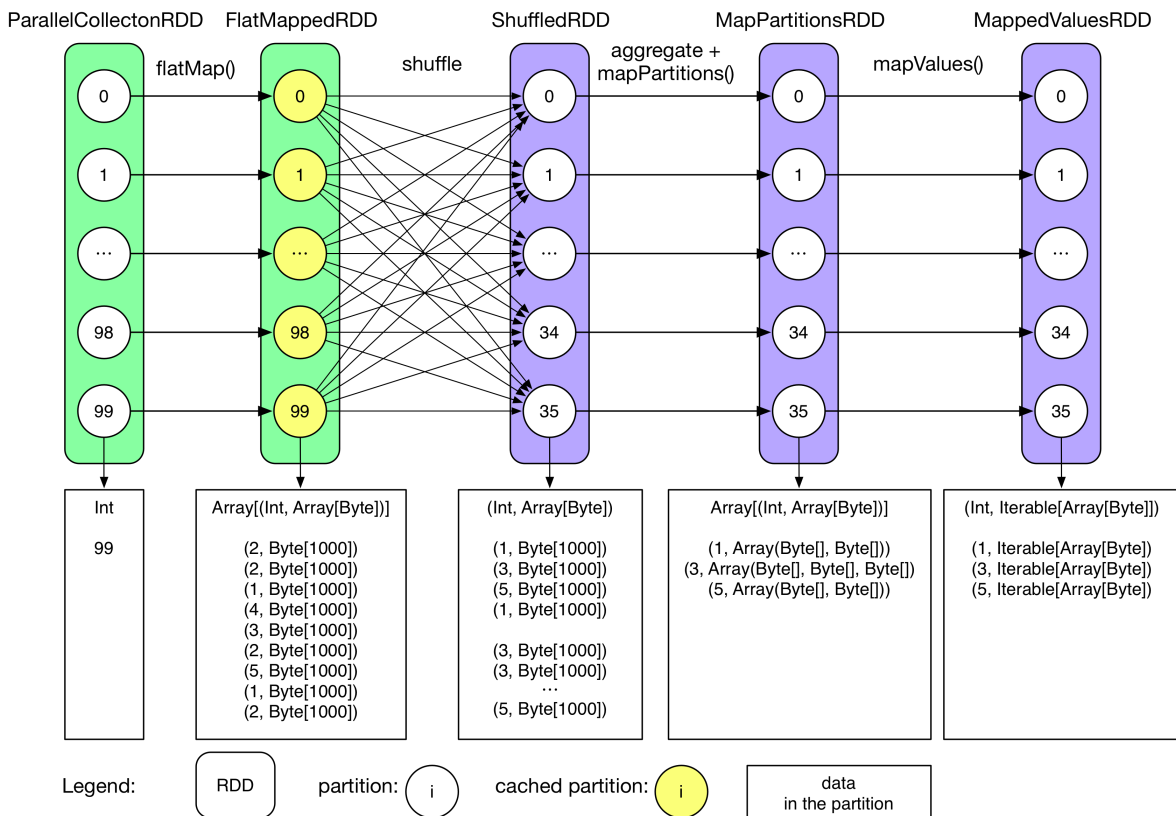 ParallelCollectonRDD
FlatMappedRDD
ShuffledRDD
MapPartitionsRDD
MappedValuesRDD
flatMap()
shuffle
aggregate +
mapPartitions()
mapValues()
0
0
0
0
0
1
1
1
1
1
...
...
...
...
...
98
98
34
34
34
99
99
35
35
35
Int
99
Array[(Int, Array[Byte])]
(2, Byte[1000])
(2, Byte[1000])
(1, Byte[1000])
(4, Byte[1000])
(3, Byte[1000])
(2, Byte[1000])
(5, Byte[1000])
(1, Byte[1000])
(2, Byte[1000])
(Int, Array[Byte])
(1, Byte[1000])
(3, Byte[1000])
(5, Byte[1000])
(1, Byte[1000])
(3, Byte[1000])
(3, Byte[1000])
...
(5, Byte[1000])
Array[(Int, Array[Byte])]
(1, Array(Byte[], Byte[]))
(3, Array(Byte[], Byte[], Byte[])
(5, Array(Byte[], Byte[]))
(Int, Iterable[Array[Byte]])
(1, Iterable[Array[Byte])
(3, Iterable[Array[Byte])
(5, Iterable[Array[Byte])
Legend:
RDD
partition:
i
cached partition:
i
data
in the partition